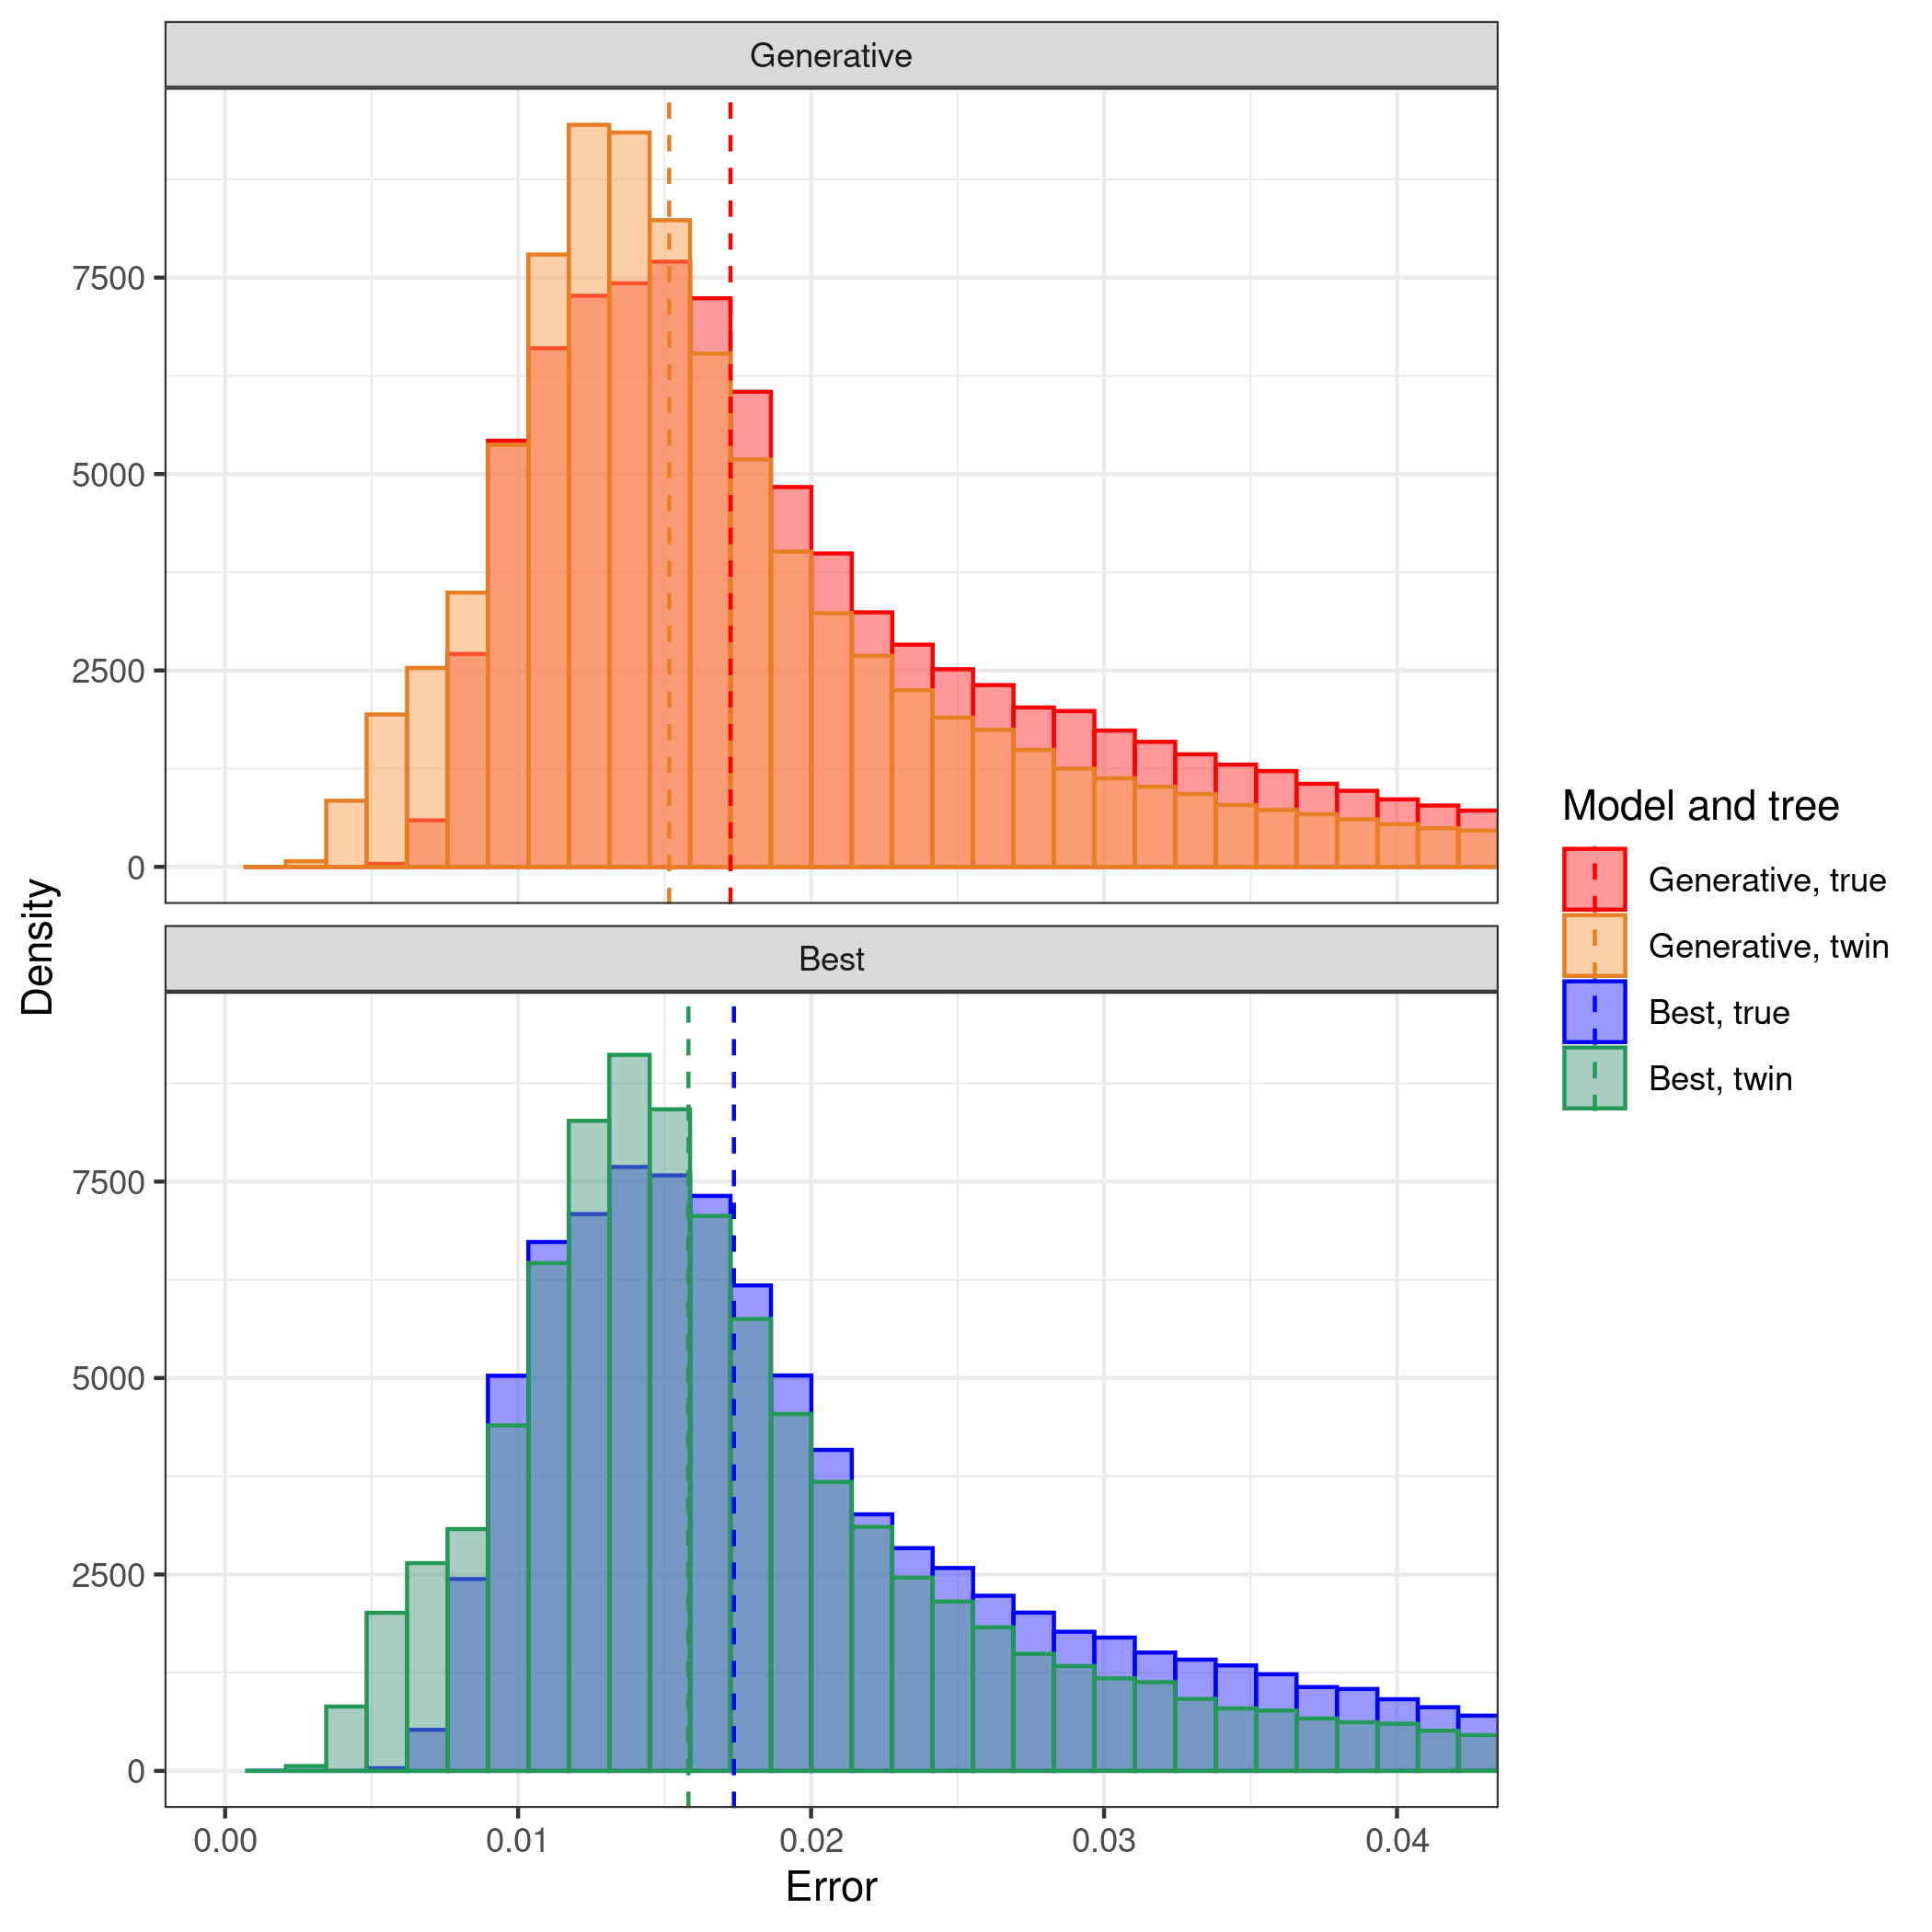 Generative
7500
5000
2500
0
Density
Best
7500
5000
2500
0
0.00 0.01 0.02 0.03 0.04
Error
Model and tree
Generative, true
Generative, twin
Best, true
Best, twin